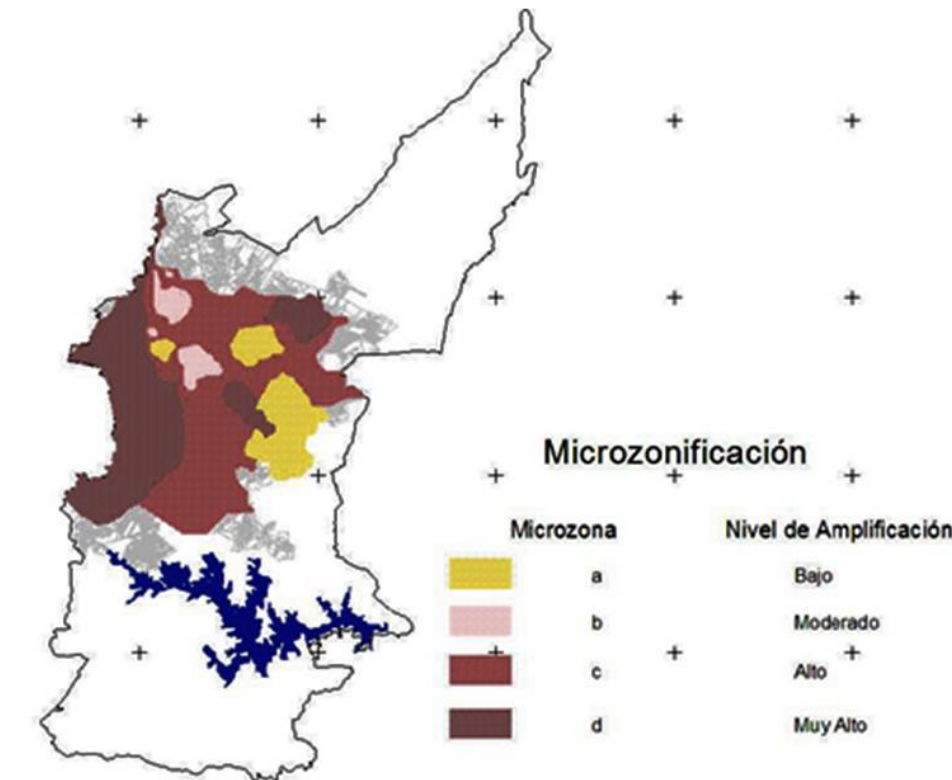 Microzonificación
Microzona Nivel de Amplificación
a Bajo
b Moderado
c Alto
d Muy Alto